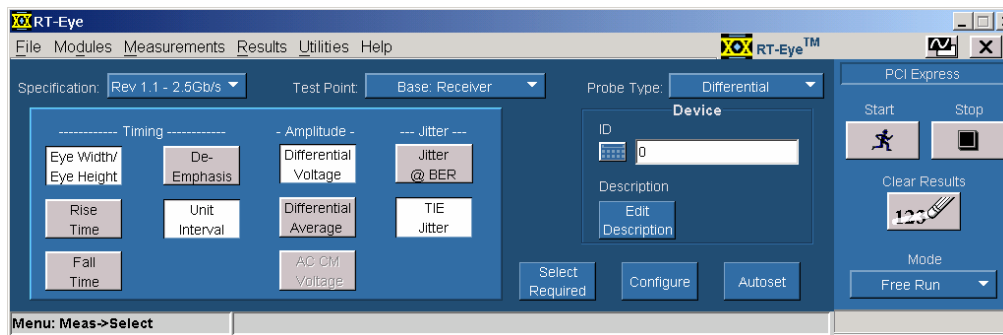 RT-Eye
File Modules Measurements Results Utilities Help
RT-Eye™
Specification: Rev 1.1 - 2.5Gb/s
Test Point: Base: Receiver
Probe Type: Differential
PCI Express
------------ Timing ------------
- Amplitude -
--- Jitter ---
Eye Width/
Eye Height
De-
Emphasis
Differential
Voltage
Jitter
@ BER
Rise
Time
Unit
Interval
Differential
Average
TIE
Jitter
Fall
Time
AC CM
Voltage
Device
ID
0
Description
Edit
Description
Select
Required
Configure
Autoset
Start
Stop
Clear Results
123
Mode
Free Run
Menu: Meas->Select